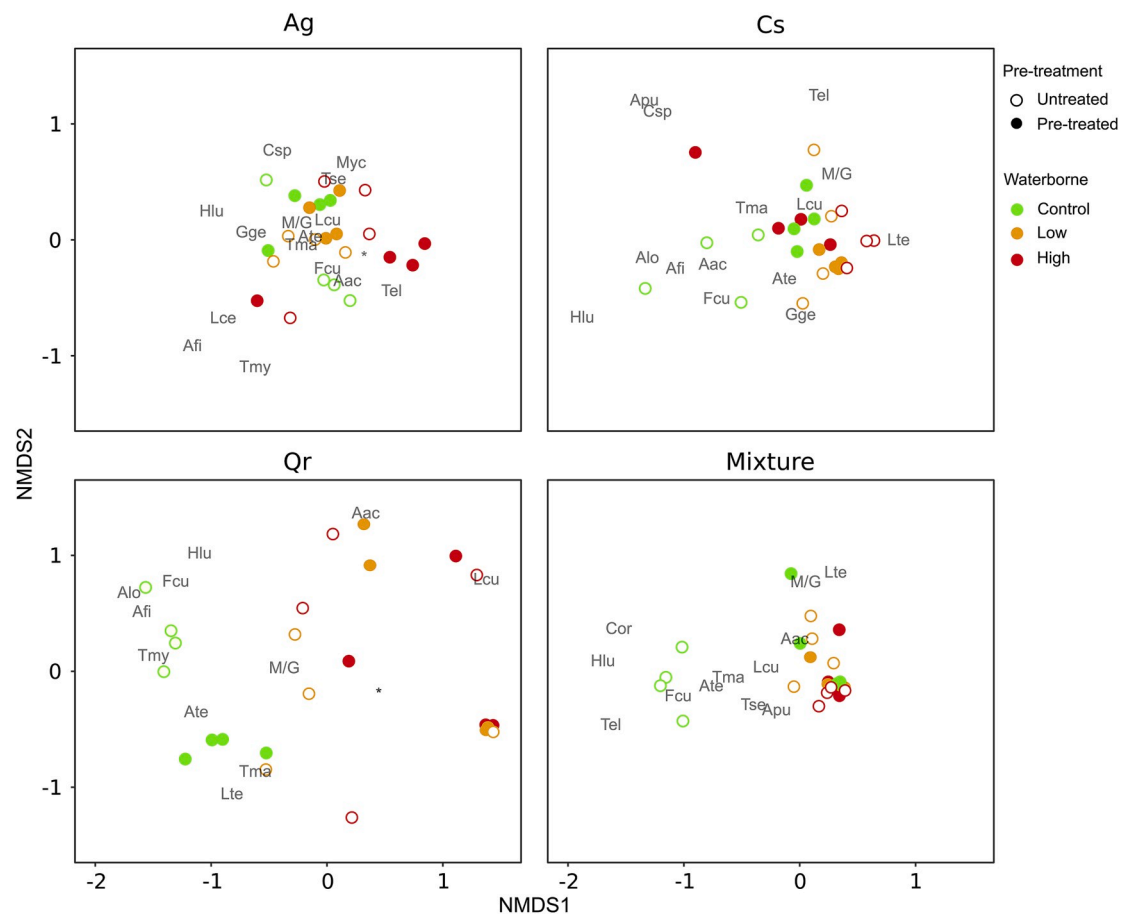 Ag
Cs
Pre-treatment
Untreated
Pre-treated
Waterborne
Control
Low
High
1
0
-1
Csp
Myc
Tse
Hlu
M/G
Lcu
Gge
Ate
Tma
*
Fcu
Aac
Tel
Lce
Afi
Tmy
Apu
Csp
Tel
M/G
Tma
Lcu
Lte
Alo
Afi
Aac
Ate
Fcu
Gge
Hlu
NMDS2
Qr
Mixture
1
0
-1
Aac
Hlu
Fcu
Lcu
Alo
Afi
Tmy
M/G
*
Ate
Tma
Lte
Lte
M/G
Cor
Aac
Hlu
Lcu
Tma
Ate
Fcu
Tse
Apu
Tel
-2
-1
0
1
-2
-1
0
1
NMDS1